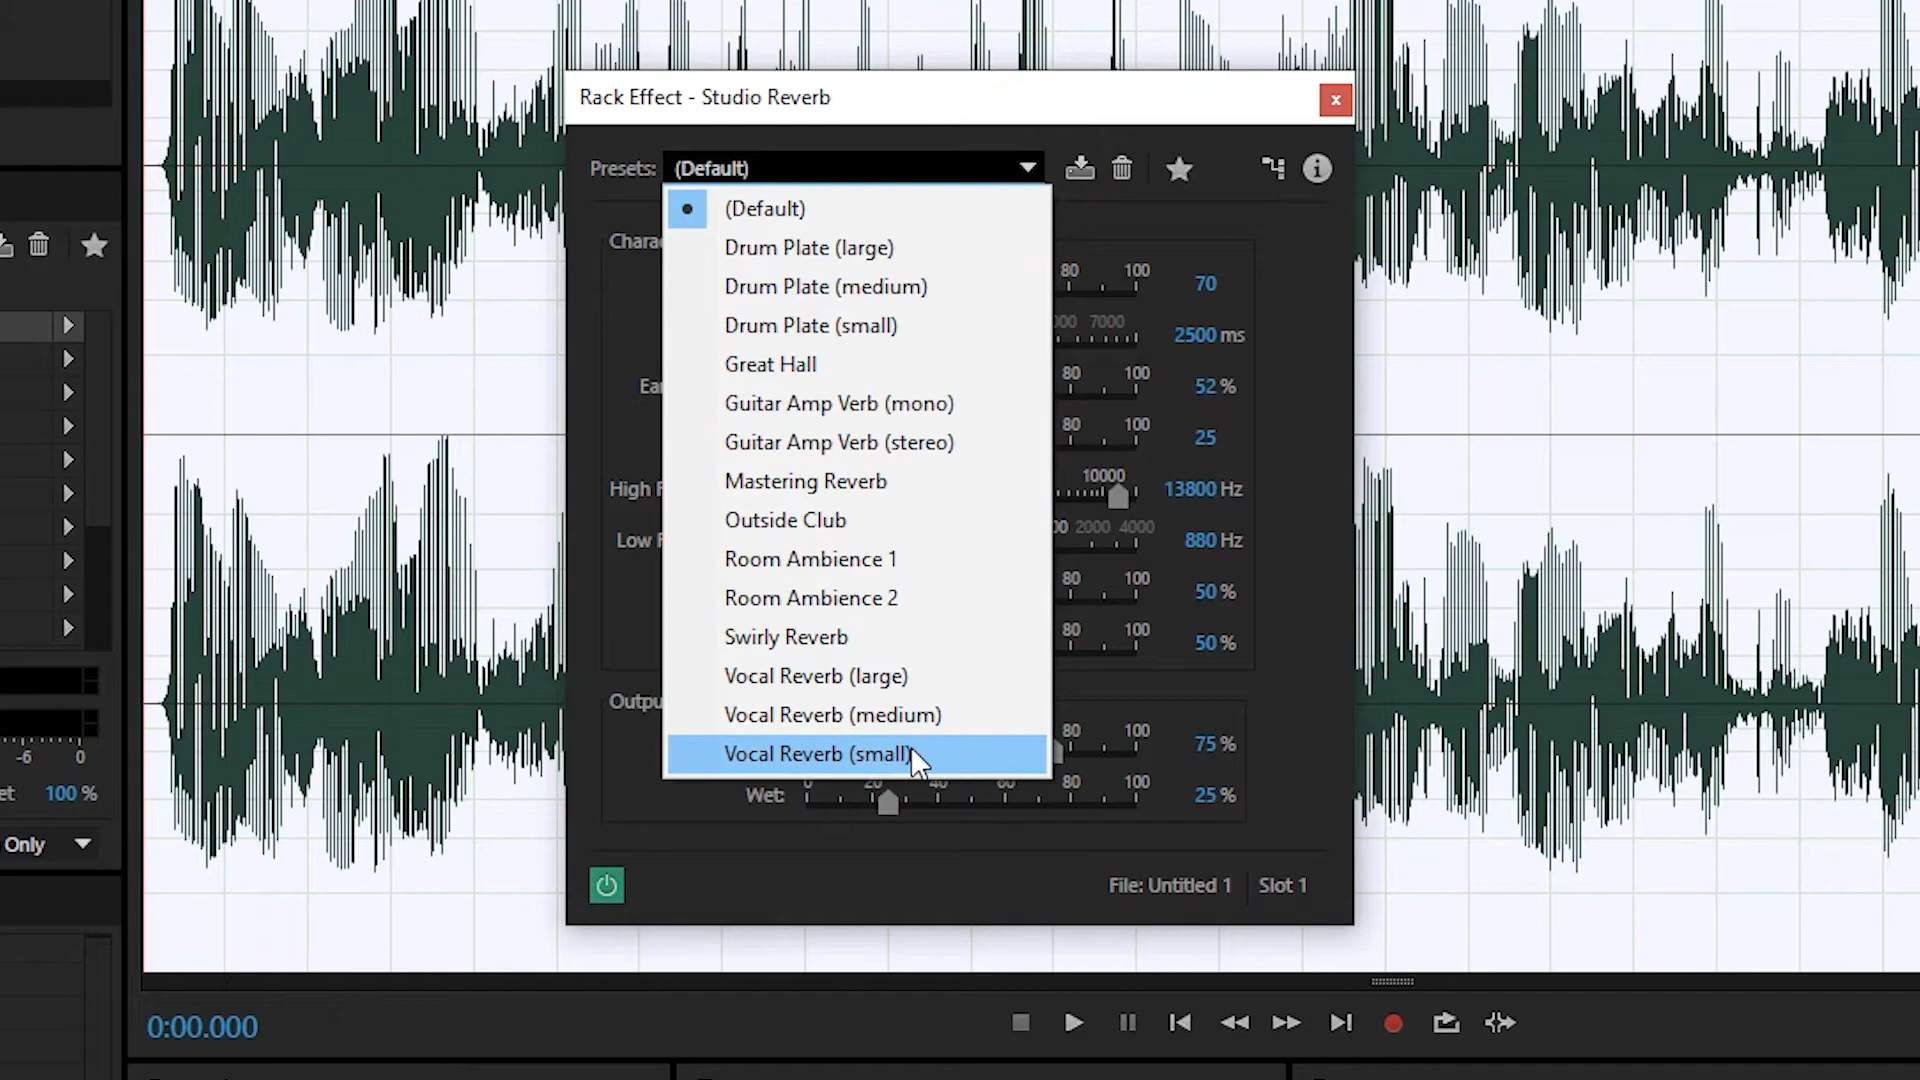 Rack Effect - Studio Reverb
x
Presets: (Default)
(Default)
Drum Plate (large)
Drum Plate (medium)
Drum Plate (small)
Great Hall
Guitar Amp Verb (mono)
Guitar Amp Verb (stereo)
Mastering Reverb
Outside Club
Room Ambience 1
Room Ambience 2
Swirly Reverb
Vocal Reverb (large)
Vocal Reverb (medium)
Vocal Reverb (small)
80 100 70
7000 2500 ms
80 100 52 %
80 100 25
High 10000 13800 Hz
Low 2000 4000 880 Hz
80 100 50 %
80 100 50 %
80 100 75 %
Wet: 0 20 40 60 80 100 25 %
File: Untitled 1 Slot 1
-6 0
100 %
Only
0:00.000